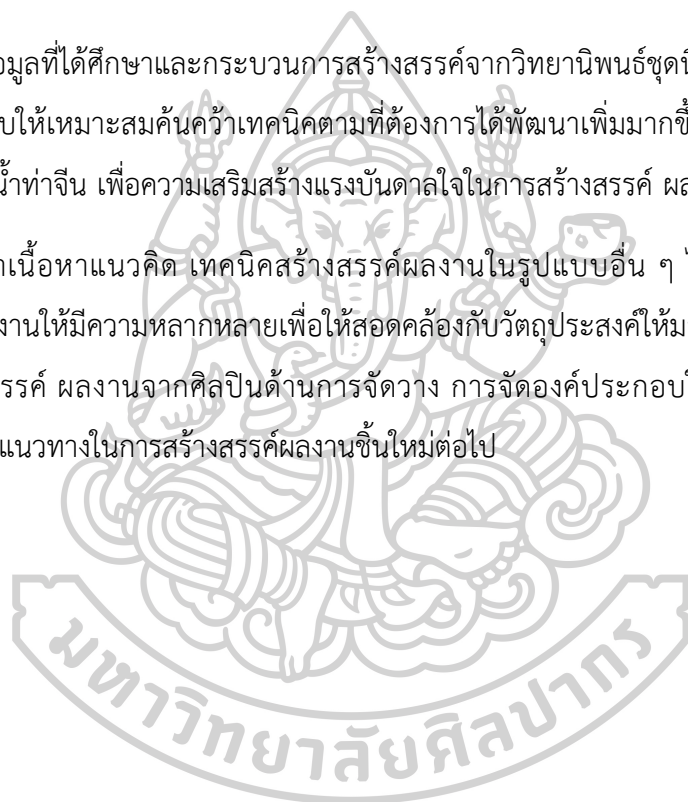 อมูลที่ได้ศึกษาและกระบวนการสร้างสรรค์จากวิทยานิพนธ์ชุดนี
บให้เหมาะสมค้นคว้าเทคนิคตามที่ต้องการได้พัฒนาเพิ่มมากขึ้
น้ำท่าจีน เพื่อความเสริมสร้างแรงบันดาลใจในการสร้างสรรค์ ผล
าเนื้อหาแนวคิด เทคนิคสร้างสรรค์ผลงานในรูปแบบอื่น ๆ ไ
งานให้มีความหลากหลายเพื่อให้สอดคล้องกับวัตถุประสงค์ให้ม
รรค์ ผลงานจากศิลปินด้านการจัดวาง การจัดองค์ประกอบใ
แนวทางในการสร้างสรรค์ผลงานชิ้นใหม่ต่อไป
มหาวิทยาลัยศิลปากร